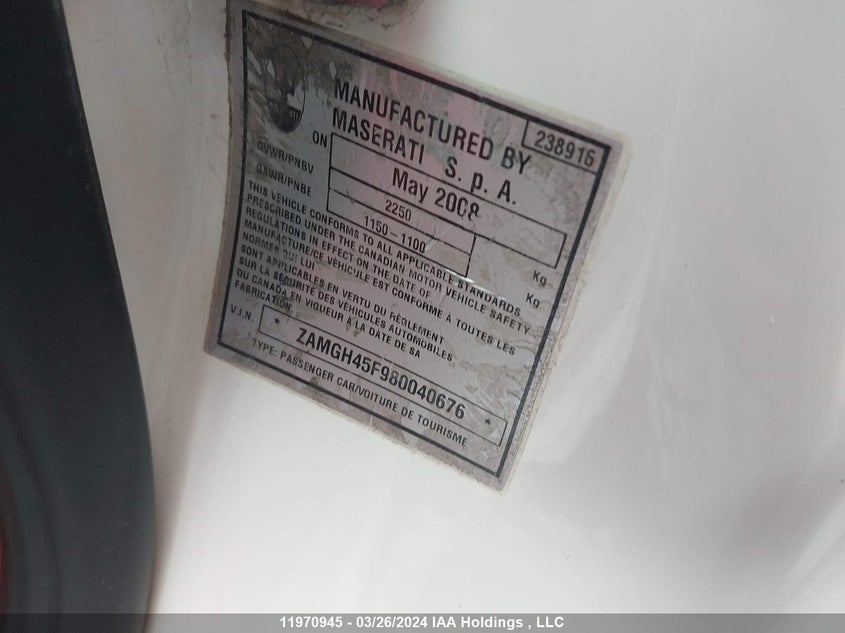 238916
MANUFACTURED BY
MASERATI S. p. A.
ON May 2008
GVWR/PNBV 2250 Kg
GAWR/PNBE 1150-1100 Kg
THIS VEHICLE CONFORMS TO ALL APPLICABLE STANDARDS
PRESCRIBED UNDER THE CANADIAN MOTOR VEHICLE SAFETY
REGULATIONS IN EFFECT ON THE DATE OF
MANUFACTURE/CE VÉHICULE EST CONFORME À TOUTES LES
NORMES QUI LUI
SONT APPLICABLES EN VERTU DU RÈGLEMENT
SUR LA SÉCURITÉ DES VÉHICULES AUTOMOBILES
DU CANADA EN VIGUEUR À LA DATE DE SA
FABRICATION
V.I.N. * ZAMGH45F980040676 *
TYPE: PASSENGER CAR/VOITURE DE TOURISME
11970945 - 03/26/2024 IAA Holdings , LLC